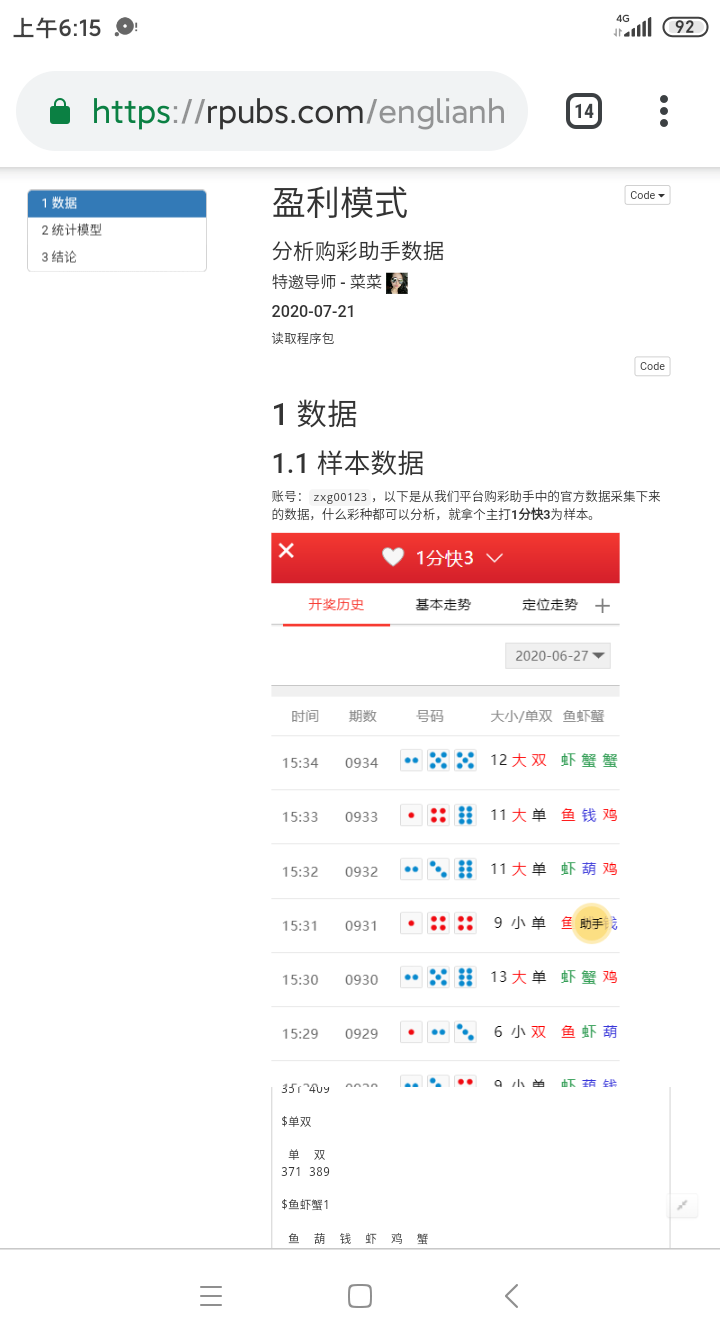 上午6:15
4G
92
https://rpubs.com/englianh
14
1 数据
2 统计模型
3 结论
盈利模式
Code
分析购彩助手数据
特邀导师 - 菜菜
2020-07-21
读取程序包
Code
1 数据
1.1 样本数据
账号： zxg00123 ，以下是从我们平台购彩助手中的官方数据采集下来
的数据，什么彩种都可以分析，就拿个主打1分快3为样本。
1分快3
开奖历史 基本走势 定位走势
2020-06-27
时间 期数 号码 大小/单双 鱼虾蟹
15:34 0934 12 大 双 虾 蟹 蟹
15:33 0933 11 大 单 鱼 钱 鸡
15:32 0932 11 大 单 虾 葫 鸡
15:31 0931 9 小 单 鱼 助手 钱
15:30 0930 13 大 单 虾 蟹 鸡
15:29 0929 6 小 双 鱼 虾 葫
9 小 单 虾 葫 钱
351 409
$单双
单 双
371 389
$鱼虾蟹1
鱼 葫 钱 虾 鸡 蟹